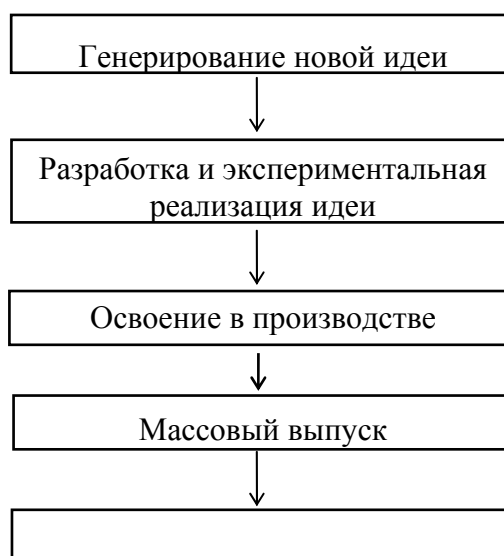 Генерирование новой идеи
Разработка и экспериментальная
реализация идеи
Освоение в производстве
Массовый выпуск